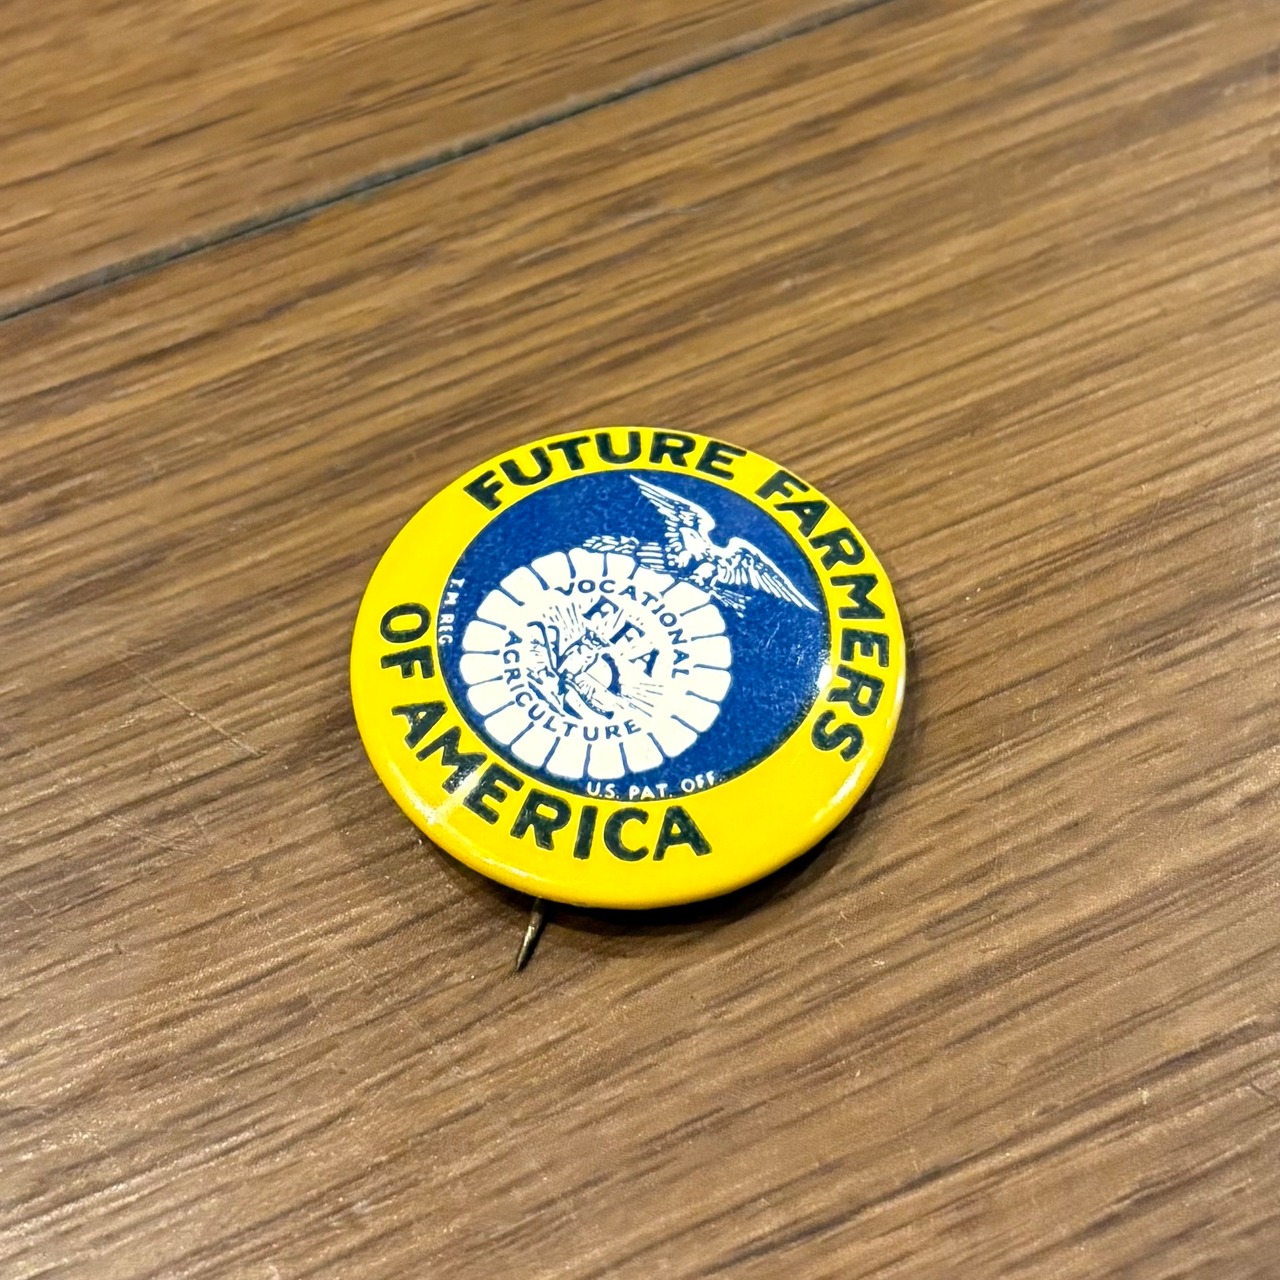 FUTURE FARMERS
OF AMERICA
VOCATIONAL
FFA
AGRICULTURE
T.M. REG
U.S. PAT. OFF.